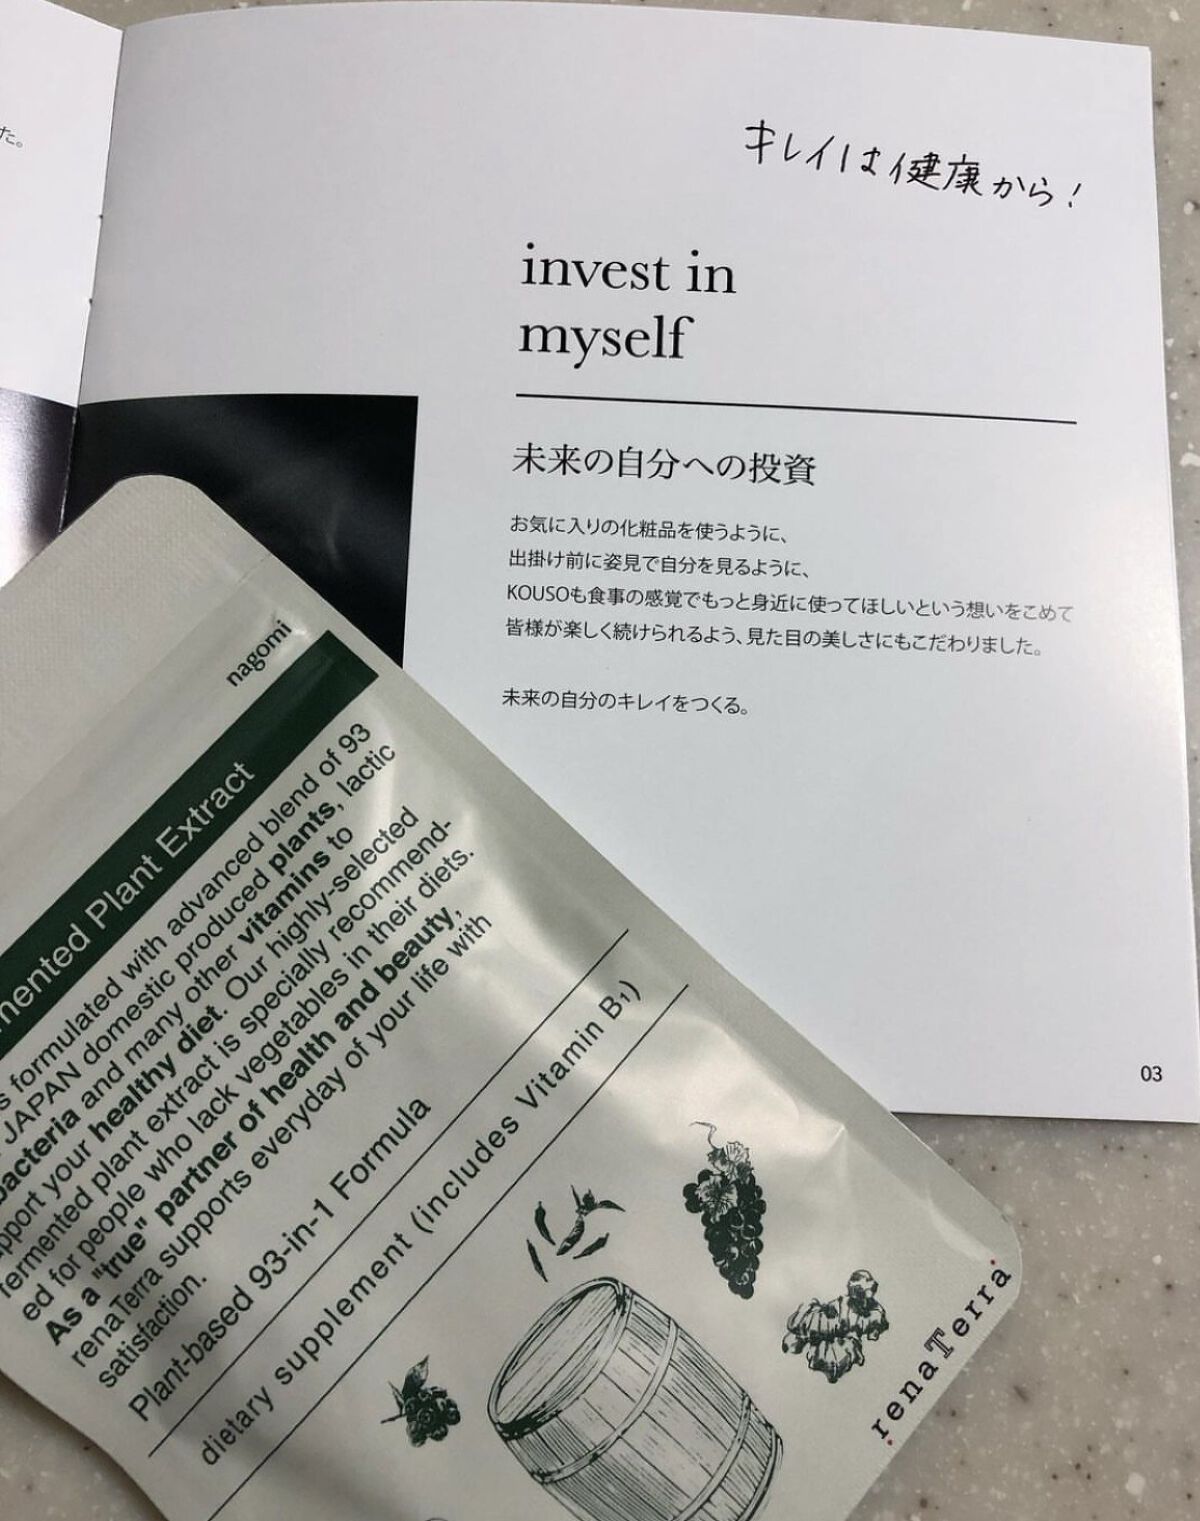 た。
キレイは健康から!
invest in
myself
未来の自分への投資
お気に入りの化粧品を使うように、
出掛け前に姿見で自分を見るように、
KOUSOも食事の感覚でもっと身近に使ってほしいという想いをこめて
皆様が楽しく続けられるよう、見た目の美しさにもこだわりました。
未来の自分のキレイをつくる。
03
nagomi
mented Plant Extract
s formulated with advanced blend of 93
JAPAN domestic produced plants, lactic
bacteria and many other vitamins to
pport your healthy diet. Our highly-selected
fermented plant extract is specially recommend-
ed for people who lack vegetables in their diets.
As a "true" partner of health and beauty,
renaTerra supports everyday of your life with
satisfaction.
Plant-based 93-in-1 Formula
dietary supplement (includes Vitamin B₁)
renaTerra